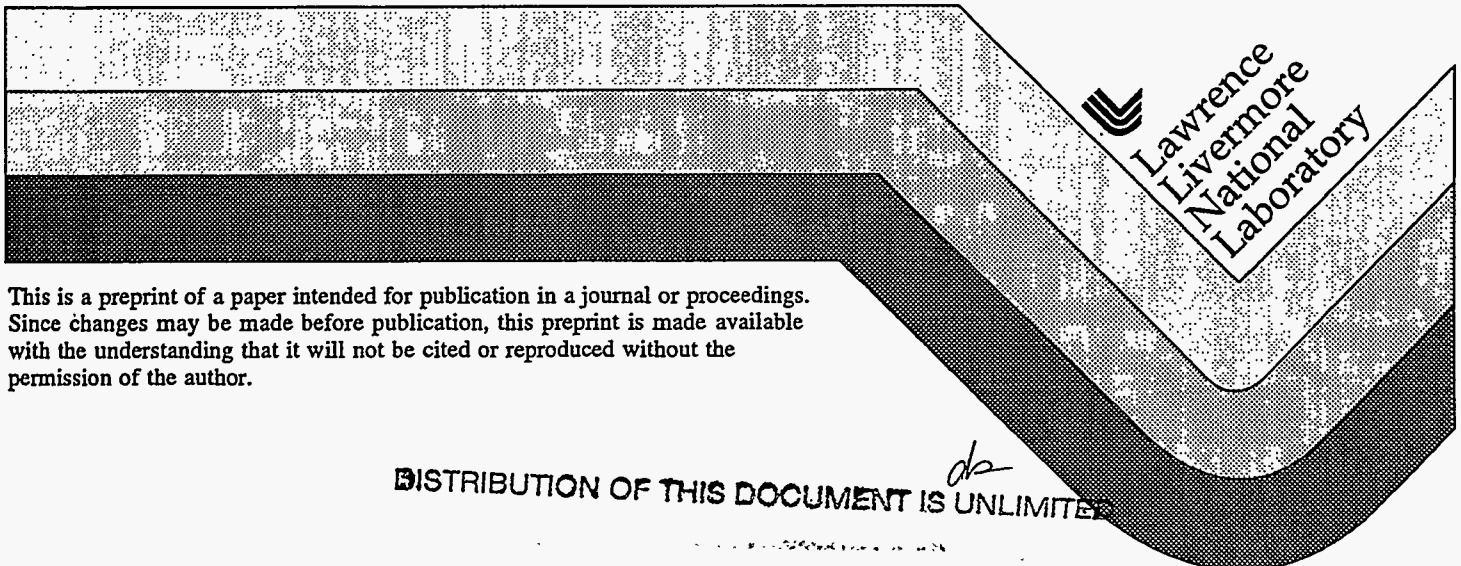 Lawrence
Livermore
National
Laboratory
This is a preprint of a paper intended for publication in a journal or proceedings.
Since changes may be made before publication, this preprint is made available
with the understanding that it will not be cited or reproduced without the
permission of the author.
DISTRIBUTION OF THIS DOCUMENT IS UNLIMITED